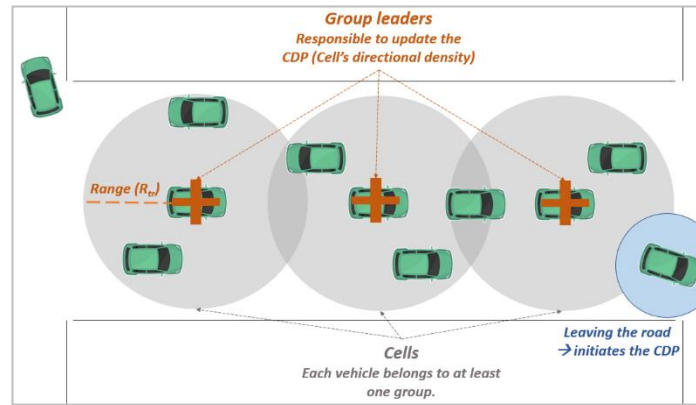 Group leaders
Responsible to update the
CDP (Cell's directional density)
Range (Rtr)
Leaving the road
→ initiates the CDP
Cells
Each vehicle belongs to at least
one group.